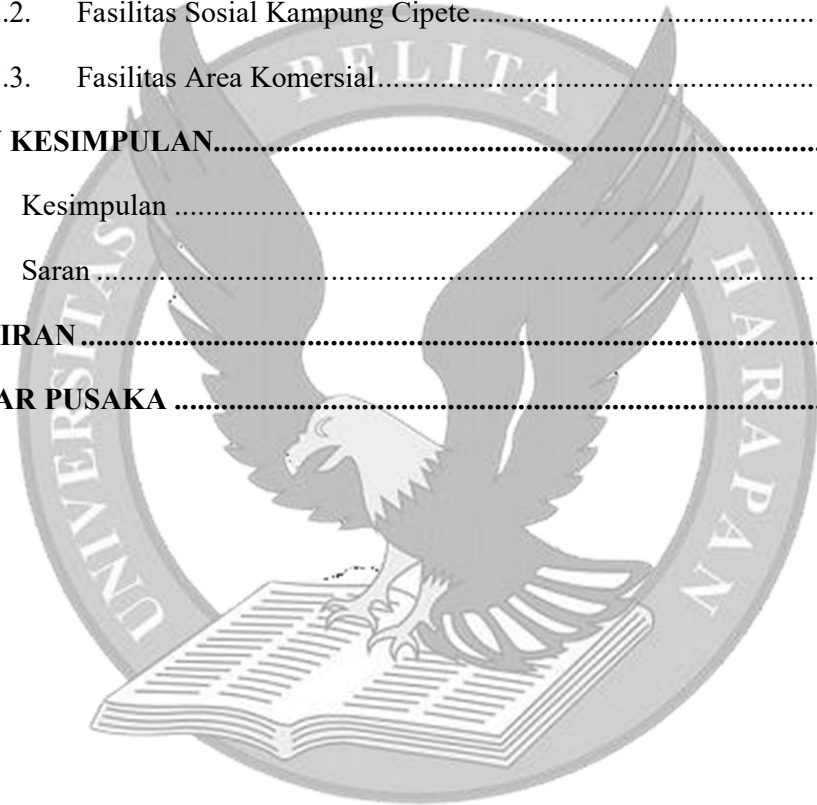 .2. Fasilitas Sosial Kampung Cipete....................................................
.3. Fasilitas Area Komersial.................................................................
KESIMPULAN..............................................................................
Kesimpulan ....................................................................................
Saran ...............................................................................................
IRAN..................................................................................................
AR PUSAKA .....................................................................................
UNIVERSITAS PELITA HARAPAN